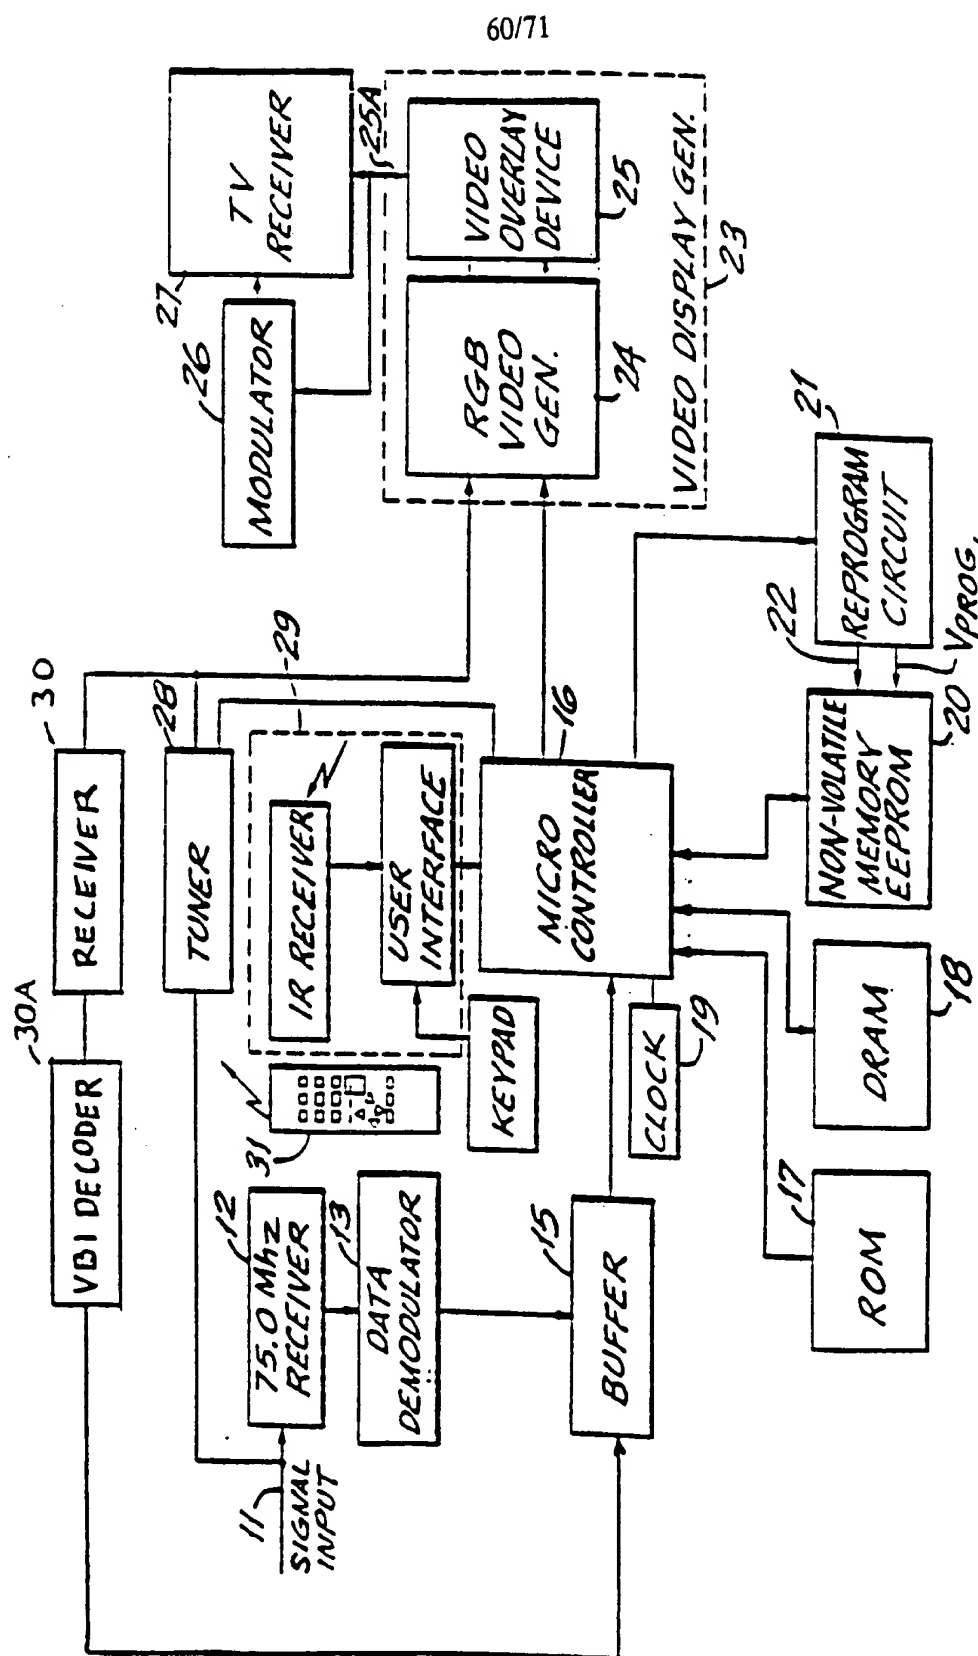 60/71
30A
VBI DECODER
30
RECEIVER
28
TUNER
29
IR RECEIVER
USER
INTERFACE
31
KEYPAD
11
SIGNAL
INPUT
12
75.0 Mhz
RECEIVER
13
DATA
DEMODULATOR
15
BUFFER
16
MICRO
CONTROLLER
CLOCK
19
17
ROM
DRAM
18
NON-VOLATILE
MEMORY
EEPROM
20
22
VPROG.
21
REPROGRAM
CIRCUIT
26
MODULATOR
27
TV
RECEIVER
25A
RGB
VIDEO
GEN.
24
VIDEO
OVERLAY
DEVICE
25
VIDEO DISPLAY GEN.
23